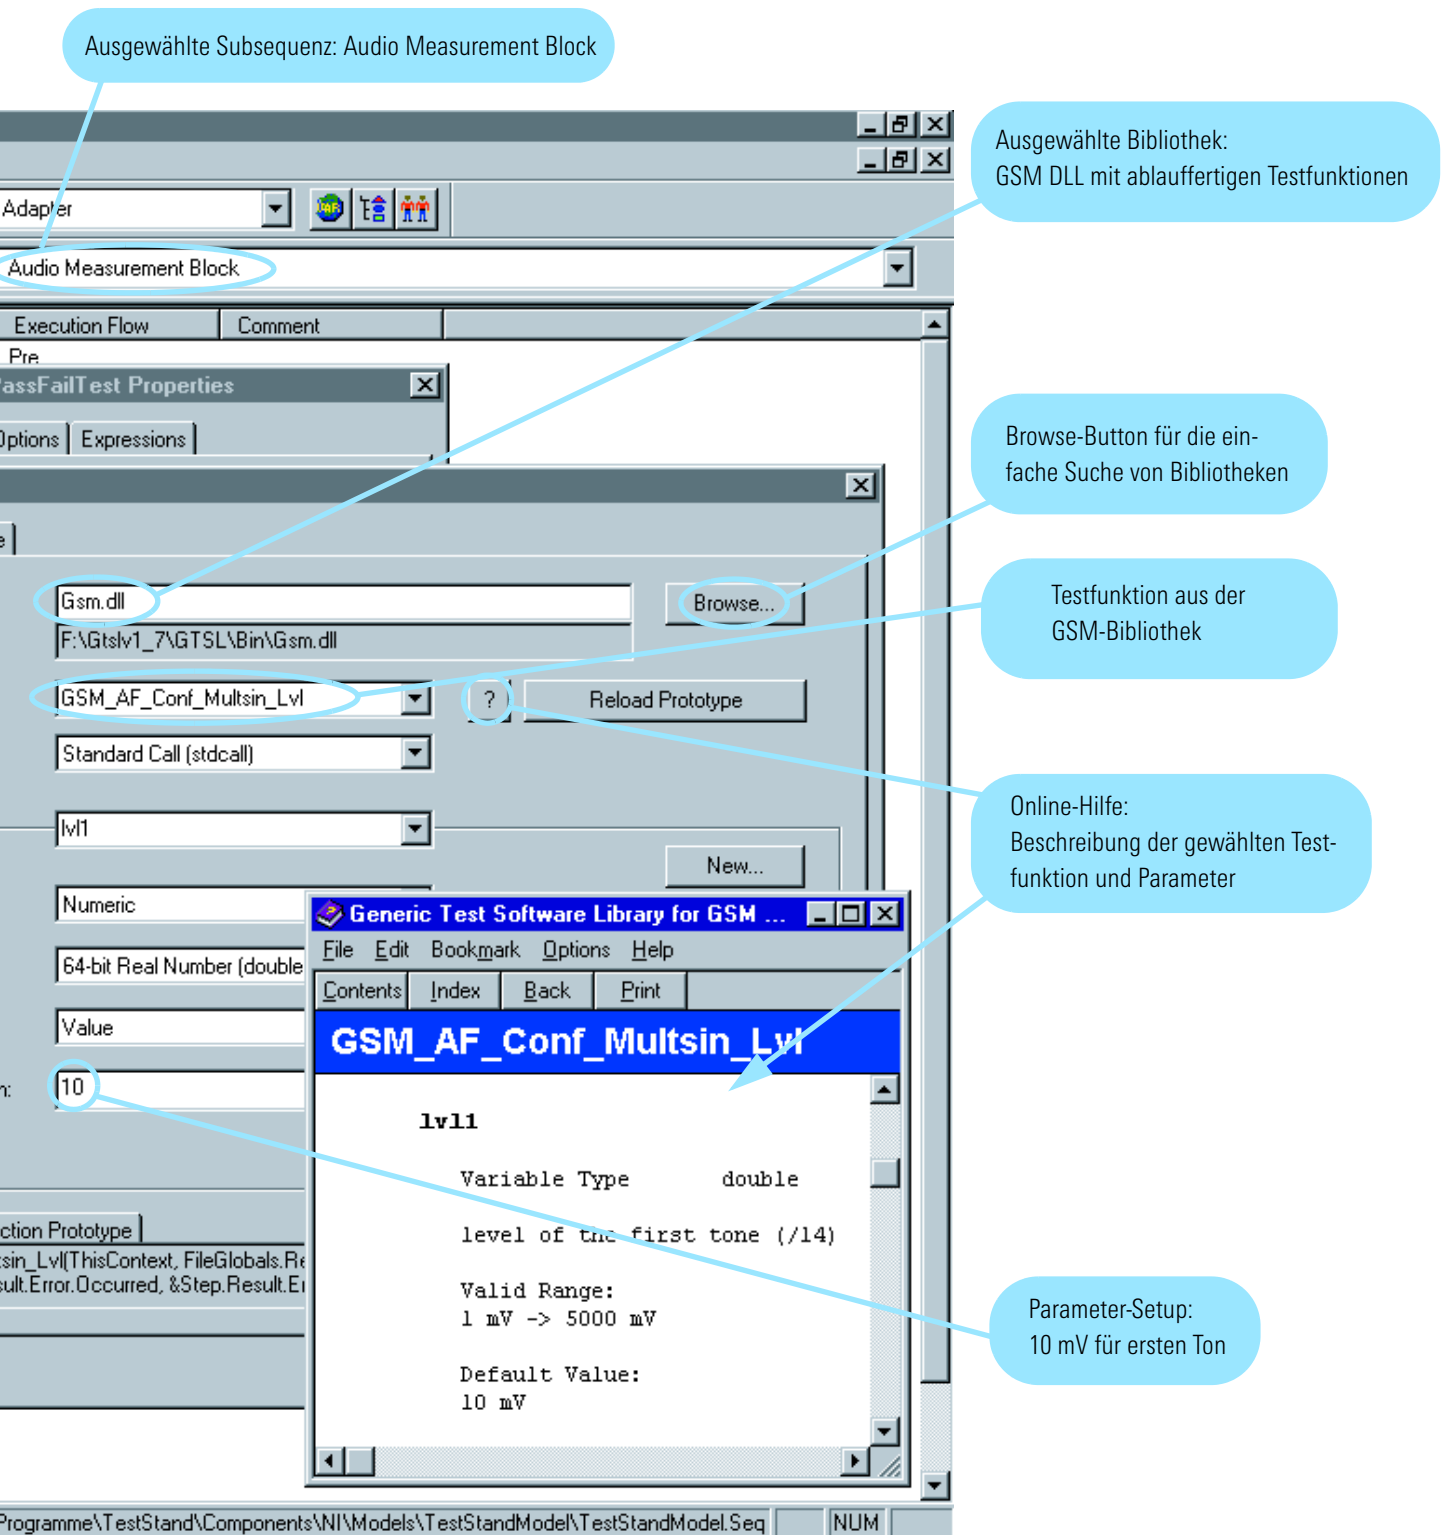 Ausgewählte Subsequenz: Audio Measurement Block
Ausgewählte Bibliothek:
GSM DLL mit ablauffertigen Testfunktionen
Adapter
Audio Measurement Block
Execution Flow
Comment
Pre
PassFailTest Properties
Options
Expressions
Browse-Button für die ein-
fache Suche von Bibliotheken
e
Gsm.dll
Browse...
F:\Gtslv1_7\GTSL\Bin\Gsm.dll
Testfunktion aus der
GSM-Bibliothek
GSM_AF_Conf_Multsin_Lvl
?
Reload Prototype
Standard Call (stdcall)
Online-Hilfe:
Beschreibung der gewählten Test-
funktion und Parameter
lvl1
New...
Numeric
64-bit Real Number (double
Value
n:
10
Generic Test Software Library for GSM ...
File Edit Bookmark Options Help
Contents Index Back Print
GSM_AF_Conf_Multsin_Lvl
lvl1
Variable Type double
level of the first tone (/14)
Valid Range:
1 mV -> 5000 mV
Default Value:
10 mV
ction Prototype
tsin_Lvl(ThisContext, FileGlobals.Re
sult.Error.Occurred, &Step.Result.Er
Parameter-Setup:
10 mV für ersten Ton
Programme\TestStand\Components\NI\Models\TestStandModel\TestStandModel.Seq
NUM